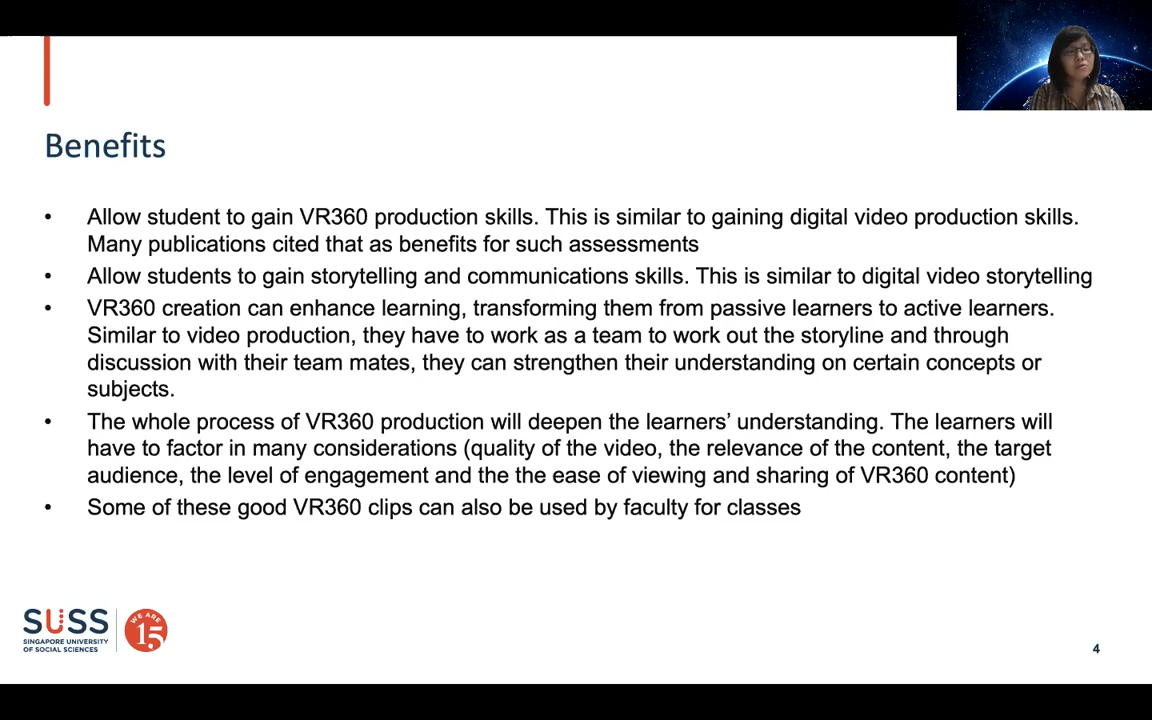 Benefits
• Allow student to gain VR360 production skills. This is similar to gaining digital video production skills.
Many publications cited that as benefits for such assessments
• Allow students to gain storytelling and communications skills. This is similar to digital video storytelling
• VR360 creation can enhance learning, transforming them from passive learners to active learners.
Similar to video production, they have to work as a team to work out the storyline and through
discussion with their team mates, they can strengthen their understanding on certain concepts or
subjects.
• The whole process of VR360 production will deepen the learners’ understanding. The learners will
have to factor in many considerations (quality of the video, the relevance of the content, the target
audience, the level of engagement and the the ease of viewing and sharing of VR360 content)
• Some of these good VR360 clips can also be used by faculty for classes
SUSS
SINGAPORE UNIVERSITY
OF SOCIAL SCIENCES
WE ARE
15
4